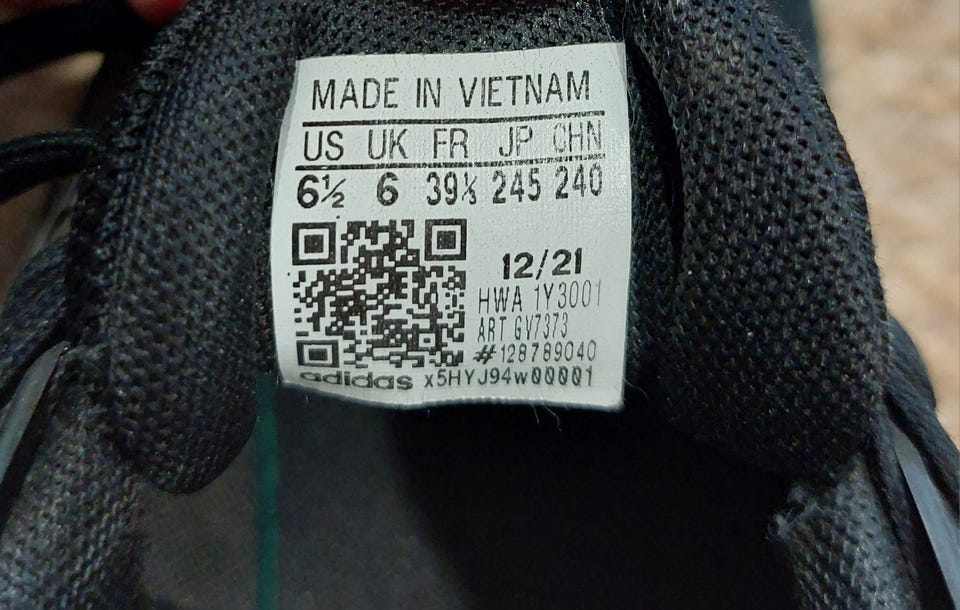 MADE IN VIETNAM
US UK FR JP CHN
6½ 6 39⅓ 245 240
12/21
HWA 1Y3001
ART GV7373
#128789040
adidas x5HYJ94w00001